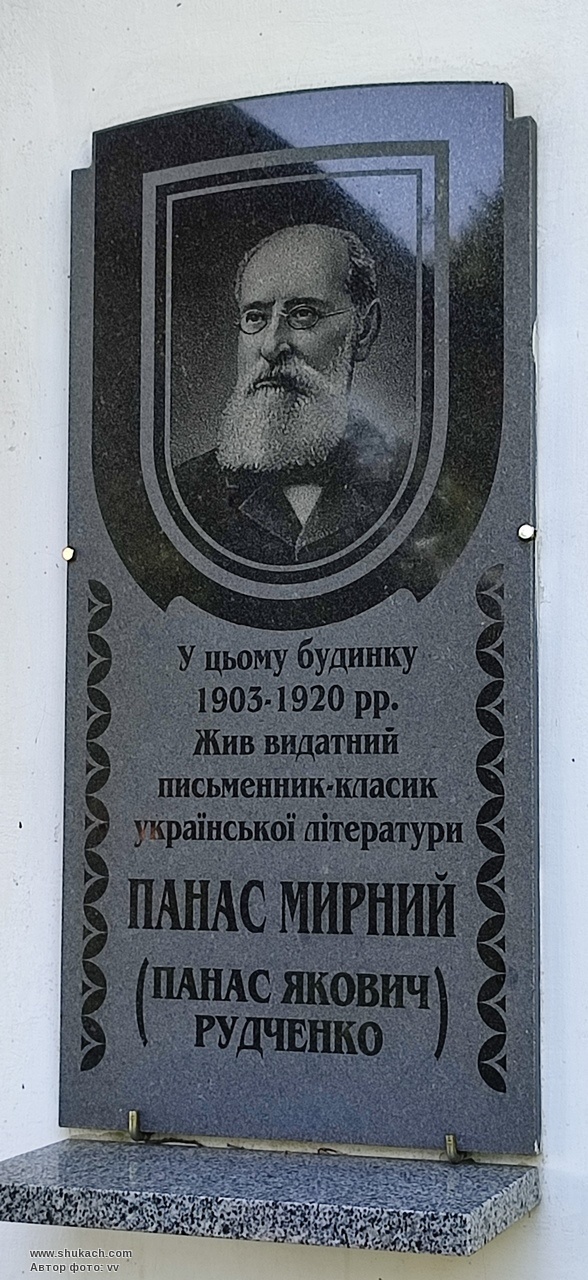 У цьому будинку
1903-1920 рр.
Жив видатний
письменник-класик
української літератури
ПАНАС МИРНИЙ
(ПАНАС ЯКОВИЧ
РУДЧЕНКО)
www.shukach.com
Автор фото: vv